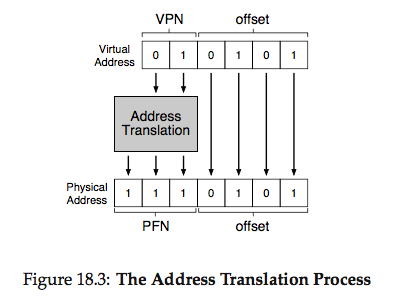 VPN offset
Virtual Address 0 1 0 1 0 1
Address
Translation
Physical Address 1 1 1 0 1 0 1
PFN offset
Figure 18.3: The Address Translation Process